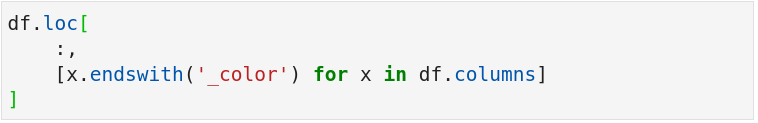 df.loc[
    :,
    [x.endswith('_color') for x in df.columns]
]